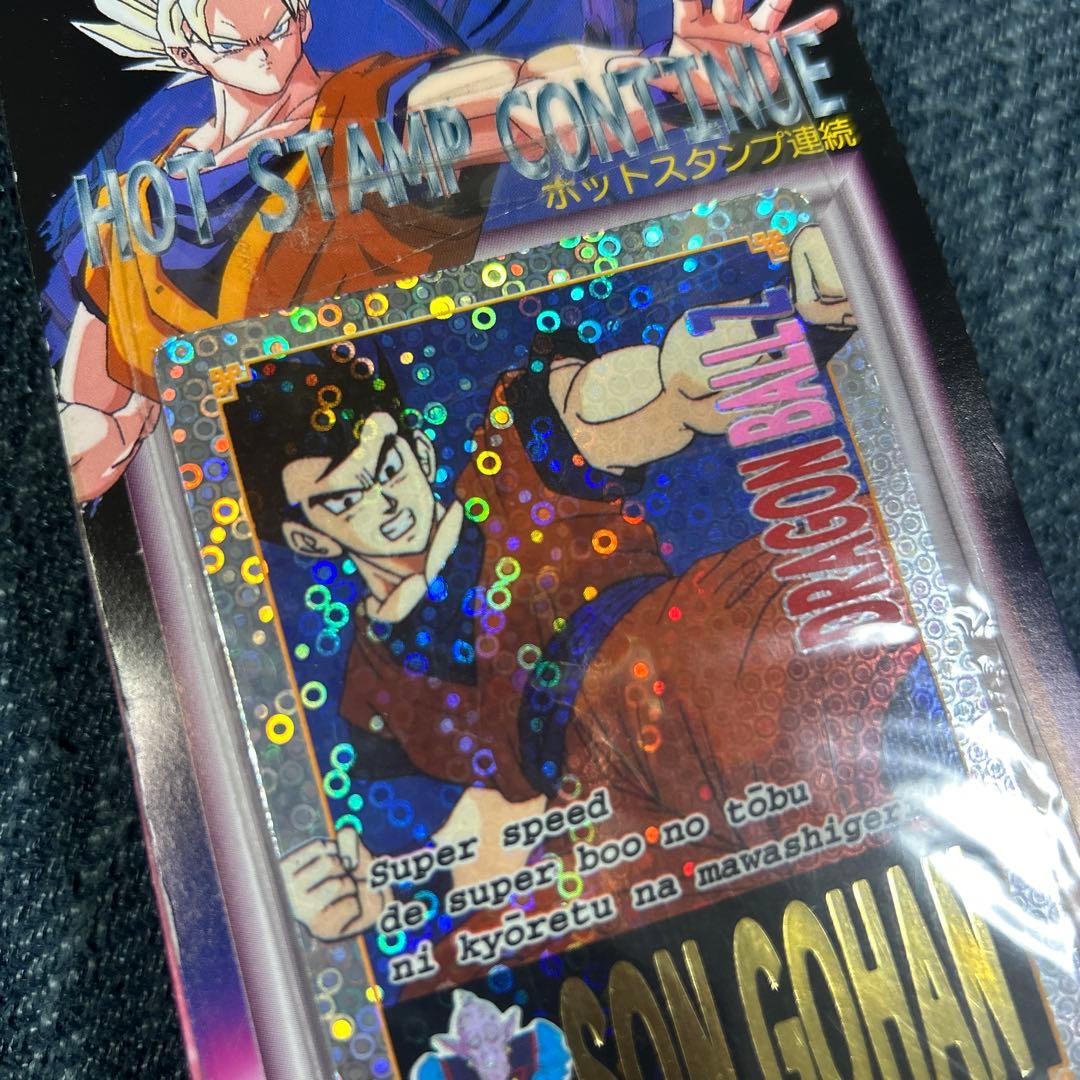 HOT STAMP CONTINUE
ホットスタンプ連続
DRAGON BALL Z
Super speed
de super boo no tōbu
ni kyōretu na mawashigeri
SON GOHAN